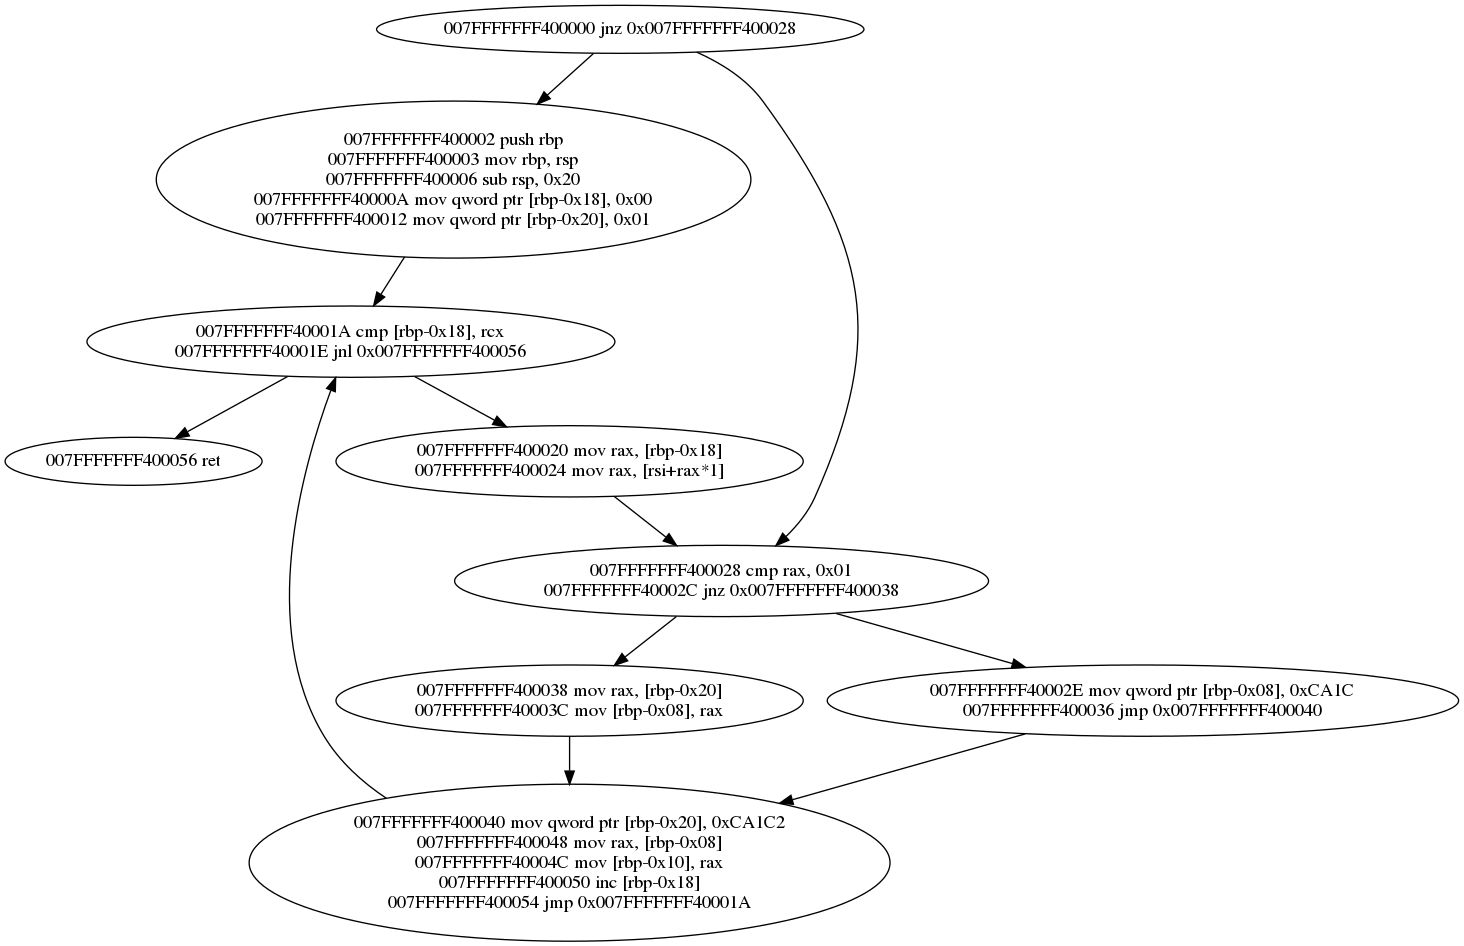 007FFFFFFF400000 jnz 0x007FFFFFFF400028
007FFFFFFF400002 push rbp
007FFFFFFF400003 mov rbp, rsp
007FFFFFFF400006 sub rsp, 0x20
007FFFFFFF40000A mov qword ptr [rbp-0x18], 0x00
007FFFFFFF400012 mov qword ptr [rbp-0x20], 0x01
007FFFFFFF40001A cmp [rbp-0x18], rcx
007FFFFFFF40001E jnl 0x007FFFFFFF400056
007FFFFFFF400056 ret
007FFFFFFF400020 mov rax, [rbp-0x18]
007FFFFFFF400024 mov rax, [rsi+rax*1]
007FFFFFFF400028 cmp rax, 0x01
007FFFFFFF40002C jnz 0x007FFFFFFF400038
007FFFFFFF400038 mov rax, [rbp-0x20]
007FFFFFFF40003C mov [rbp-0x08], rax
007FFFFFFF40002E mov qword ptr [rbp-0x08], 0xCA1C
007FFFFFFF400036 jmp 0x007FFFFFFF400040
007FFFFFFF400040 mov qword ptr [rbp-0x20], 0xCA1C2
007FFFFFFF400048 mov rax, [rbp-0x08]
007FFFFFFF40004C mov [rbp-0x10], rax
007FFFFFFF400050 inc [rbp-0x18]
007FFFFFFF400054 jmp 0x007FFFFFFF40001A